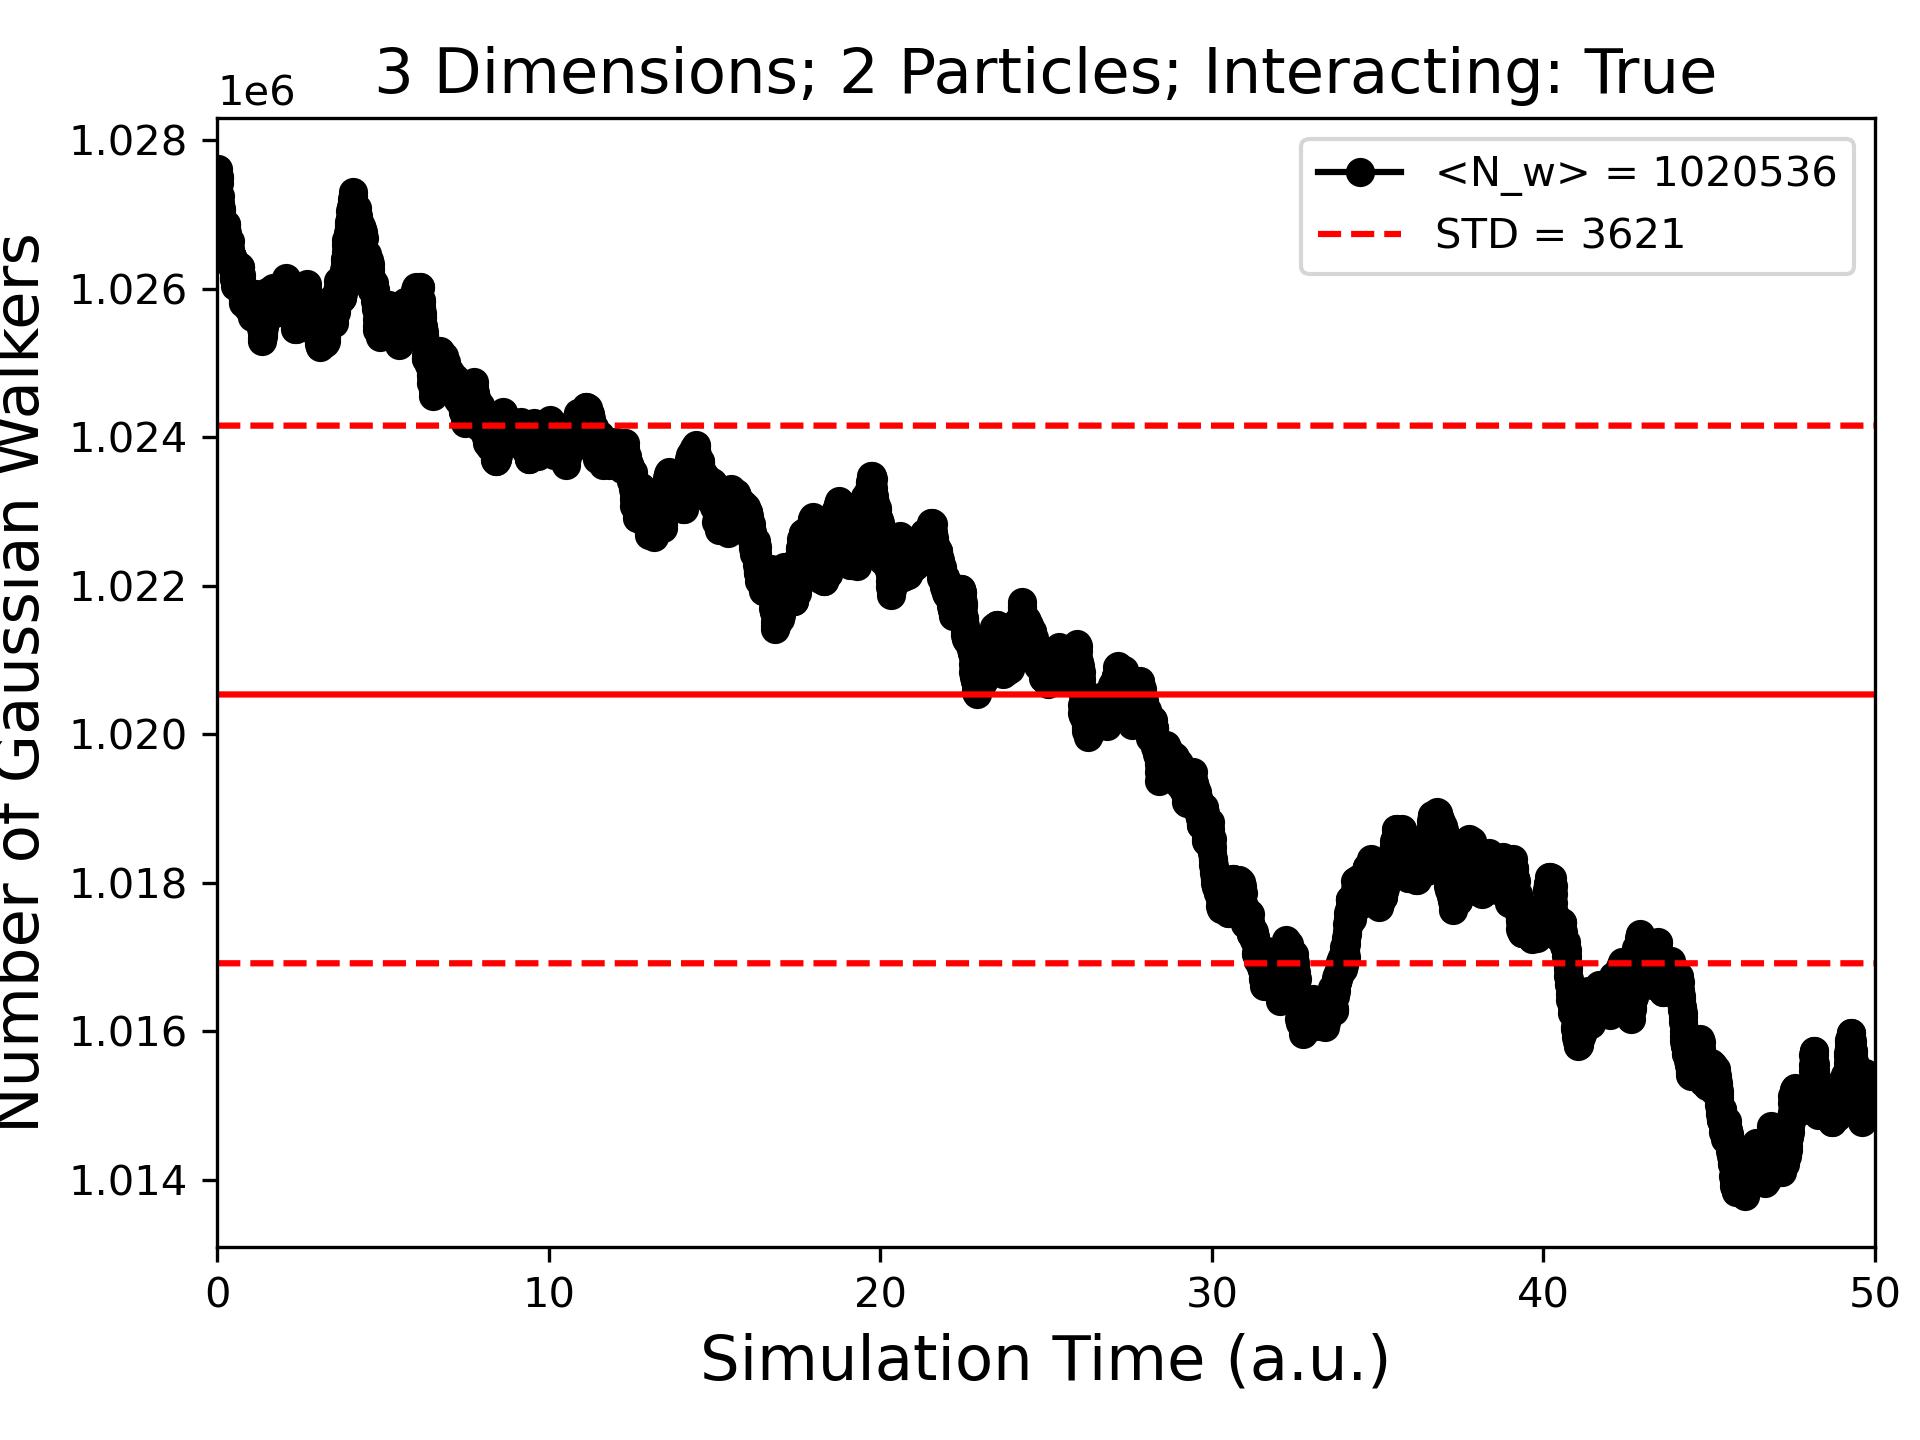 3 Dimensions; 2 Particles; Interacting: True
1e6
1.028
1.026
1.024
1.022
1.020
1.018
1.016
1.014
Number of Gaussian Walkers
<N_w> = 1020536
STD = 3621
0 10 20 30 40 50
Simulation Time (a.u.)